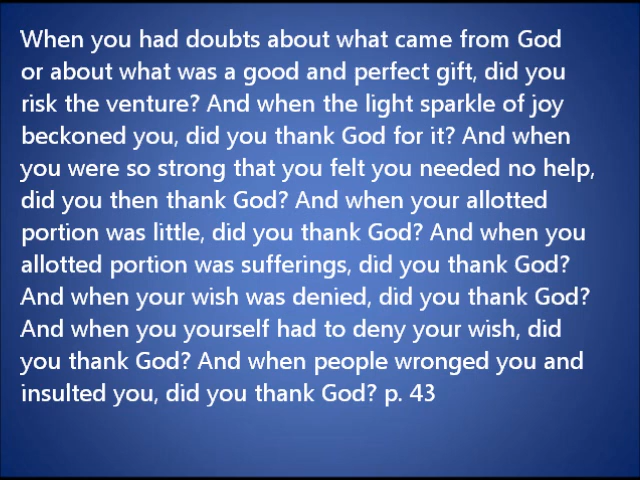 When you had doubts about what came from God
or about what was a good and perfect gift, did you
risk the venture? And when the light sparkle of joy
beckoned you, did you thank God for it? And when
you were so strong that you felt you needed no help,
did you then thank God? And when your allotted
portion was little, did you thank God? And when you
allotted portion was sufferings, did you thank God?
And when your wish was denied, did you thank God?
And when you yourself had to deny your wish, did
you thank God? And when people wronged you and
insulted you, did you thank God? p. 43